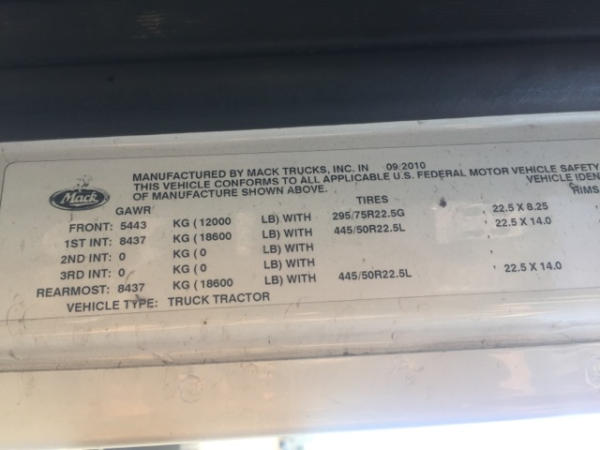 MANUFACTURED BY MACK TRUCKS, INC. IN 09:2010
THIS VEHICLE CONFORMS TO ALL APPLICABLE U.S. FEDERAL MOTOR VEHICLE SAFETY
OF MANUFACTURE SHOWN ABOVE. VEHICLE IDEN
Mack
GAWR TIRES RIMS
FRONT: 5443 KG ( 12000 LB) WITH 295/75R22.5G 22.5 X 8.25
1ST INT: 8437 KG ( 18600 LB) WITH 445/50R22.5L 22.5 X 14.0
2ND INT: 0 KG ( 0 LB) WITH
3RD INT: 0 KG ( 0 LB) WITH
REARMOST: 8437 KG ( 18600 LB) WITH 445/50R22.5L 22.5 X 14.0
VEHICLE TYPE: TRUCK TRACTOR